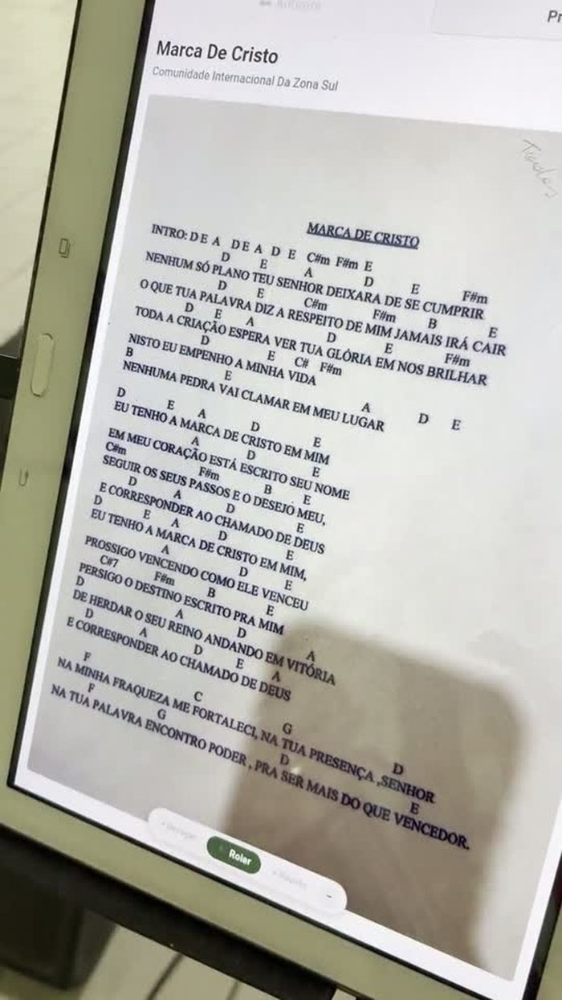 Marca De Cristo
Comunidade Internacional Da Zona Sul
MARCA DE CRISTO
INTRO: D E A D E A D E C#m F#m E
D E A D E F#m
NENHUM SÓ PLANO TEU SENHOR DEIXARA DE SE CUMPRIR
D E C#m F#m B E
O QUE TUA PALAVRA DIZ A RESPEITO DE MIM JAMAIS IRÁ CAIR
D E A D E F#m
TODA A CRIAÇÃO ESPERA VER TUA GLÓRIA EM NOS BRILHAR
D E C# F#m
NISTO EU EMPENHO A MINHA VIDA
B E A D E
NENHUMA PEDRA VAI CLAMAR EM MEU LUGAR
D E A D E
EU TENHO A MARCA DE CRISTO EM MIM
A D E
EM MEU CORAÇÃO ESTÁ ESCRITO SEU NOME
C#m F#m B E
SEGUIR OS SEUS PASSOS E O DESEJO MEU,
D A D E
E CORRESPONDER AO CHAMADO DE DEUS
D E A D E
EU TENHO A MARCA DE CRISTO EM MIM,
A D E
PROSSIGO VENCENDO COMO ELE VENCEU
C#7 F#m B E
PERSIGO O DESTINO ESCRITO PRA MIM
D A D A
DE HERDAR O SEU REINO ANDANDO EM VITÓRIA
D A D E A
E CORRESPONDER AO CHAMADO DE DEUS
F C G D
NA MINHA FRAQUEZA ME FORTALECI, NA TUA PRESENÇA ,SENHOR
F G D E
NA TUA PALAVRA ENCONTRO PODER , PRA SER MAIS DO QUE VENCEDOR.
Rolar